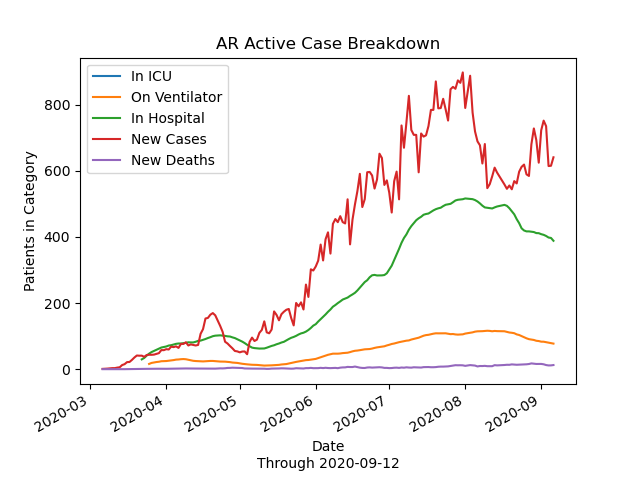 AR Active Case Breakdown
In ICU
On Ventilator
In Hospital
New Cases
New Deaths
Patients in Category
800
600
400
200
0
2020-03
2020-04
2020-05
2020-06
2020-07
2020-08
2020-09
Date
Through 2020-09-12